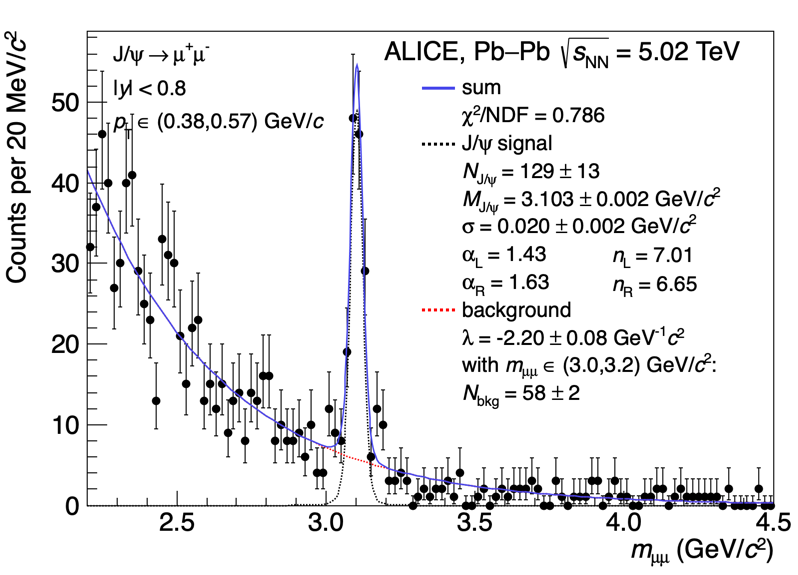 ALICE, Pb–Pb √sNN = 5.02 TeV
J/ψ → μ⁺μ⁻
|y| < 0.8
pT ∈ (0.38,0.57) GeV/c
sum
χ²/NDF = 0.786
J/ψ signal
NJ/ψ = 129 ± 13
MJ/ψ = 3.103 ± 0.002 GeV/c²
σ = 0.020 ± 0.002 GeV/c²
αL = 1.43 nL = 7.01
αR = 1.63 nR = 6.65
background
λ = -2.20 ± 0.08 GeV⁻¹c²
with mμμ ∈ (3.0,3.2) GeV/c²:
Nbkg = 58 ± 2
Counts per 20 MeV/c²
50
40
30
20
10
0
2.5 3.0 3.5 4.0 4.5
mμμ (GeV/c²)